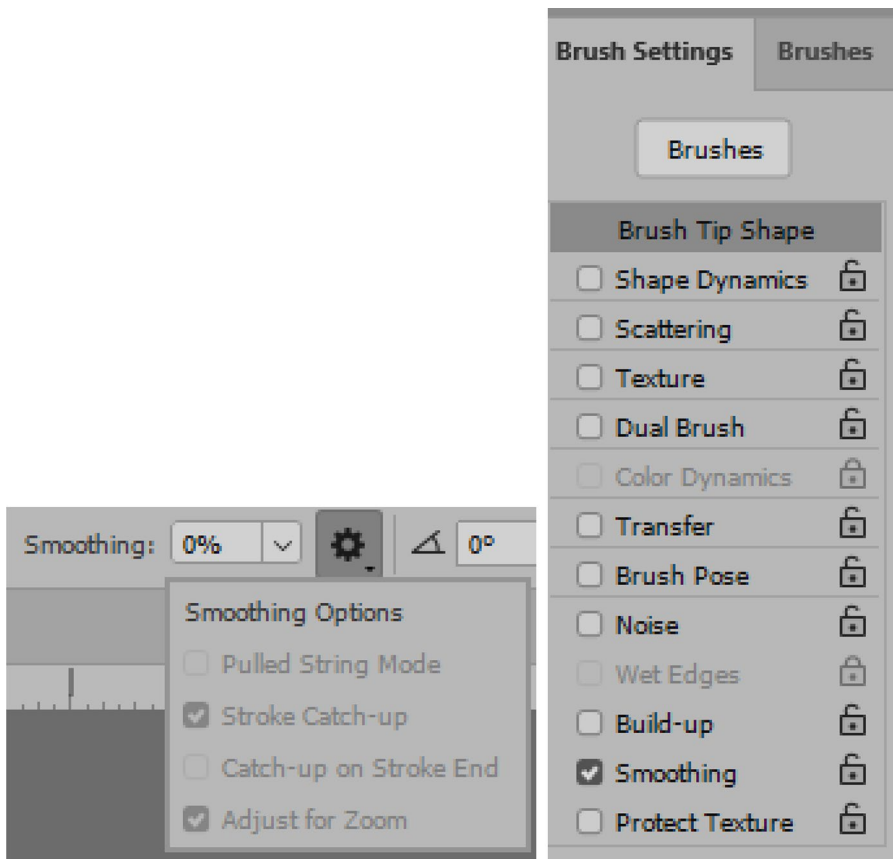 Smoothing: 0% 0°
Smoothing Options
Pulled String Mode
Stroke Catch-up
Catch-up on Stroke End
Adjust for Zoom
Brush Settings Brushes
Brushes
Brush Tip Shape
Shape Dynamics
Scattering
Texture
Dual Brush
Color Dynamics
Transfer
Brush Pose
Noise
Wet Edges
Build-up
Smoothing
Protect Texture